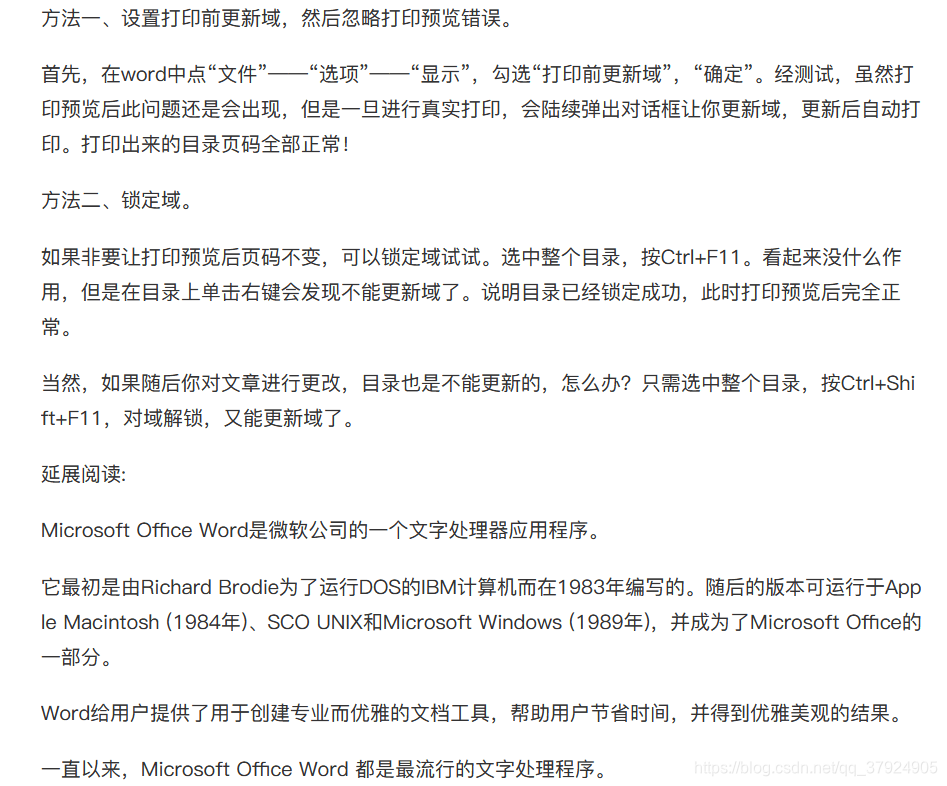 方法一、设置打印前更新域，然后忽略打印预览错误。
首先，在word中点“文件”——“选项”——“显示”，勾选“打印前更新域”，“确定”。经测试，虽然打
印预览后此问题还是会出现，但是一旦进行真实打印，会陆续弹出对话框让你更新域，更新后自动打
印。打印出来的目录页码全部正常！
方法二、锁定域。
如果非要让打印预览后页码不变，可以锁定域试试。选中整个目录，按Ctrl+F11。看起来没什么作
用，但是在目录上单击右键会发现不能更新域了。说明目录已经锁定成功，此时打印预览后完全正
常。
当然，如果随后你对文章进行更改，目录也是不能更新的，怎么办？只需选中整个目录，按Ctrl+Shi
ft+F11，对域解锁，又能更新域了。
延展阅读:
Microsoft Office Word是微软公司的一个文字处理器应用程序。
它最初是由Richard Brodie为了运行DOS的IBM计算机而在1983年编写的。随后的版本可运行于App
le Macintosh (1984年)、SCO UNIX和Microsoft Windows (1989年)，并成为了Microsoft Office的
一部分。
Word给用户提供了用于创建专业而优雅的文档工具，帮助用户节省时间，并得到优雅美观的结果。
一直以来，Microsoft Office Word 都是最流行的文字处理程序。
https://blog.csdn.net/qq_37924905